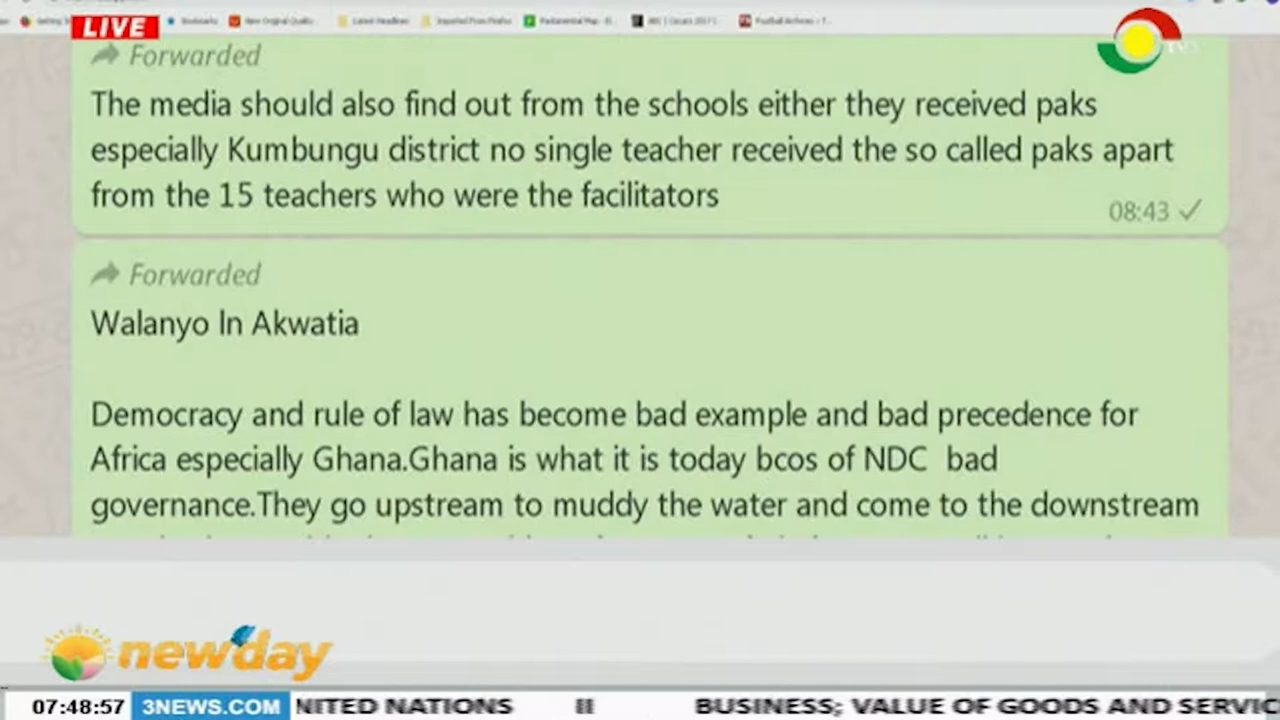 LIVE
Bookmarks
Forwarded
The media should also find out from the schools either they received paks
especially Kumbungu district no single teacher received the so called paks apart
from the 15 teachers who were the facilitators
08:43
Forwarded
Walanyo In Akwatia
Democracy and rule of law has become bad example and bad precedence for
Africa especially Ghana.Ghana is what it is today bcos of NDC bad
governance.They go upstream to muddy the water and come to the downstream
newday
07:48:57 3NEWS.COM NITED NATIONS II BUSINESS; VALUE OF GOODS AND SERVIC